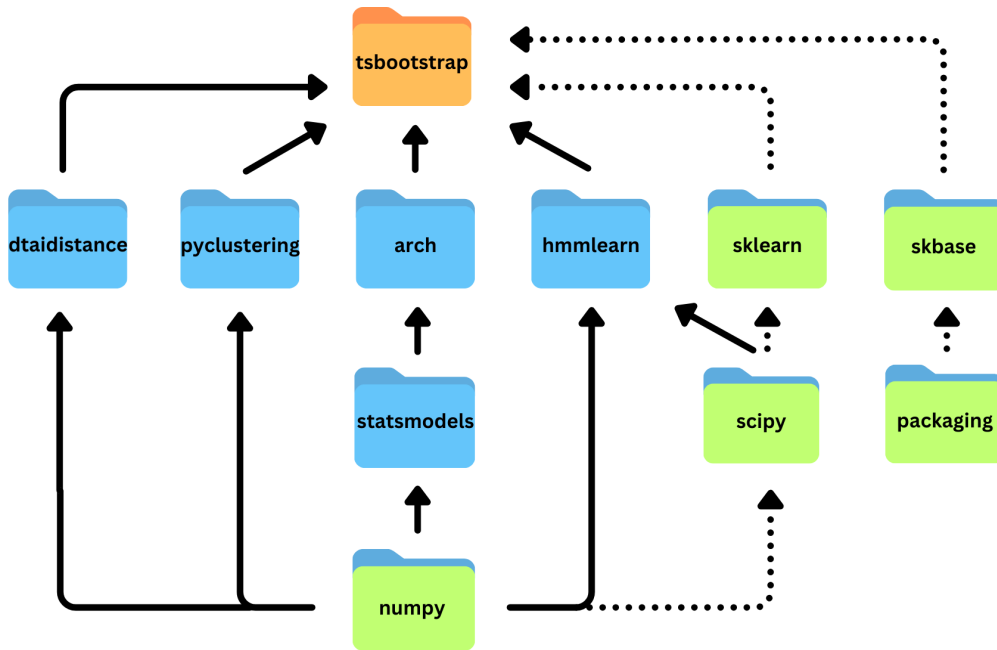 tsbootstrap
dtaidistance
pyclustering
arch
hmmlearn
sklearn
skbase
statsmodels
scipy
packaging
numpy